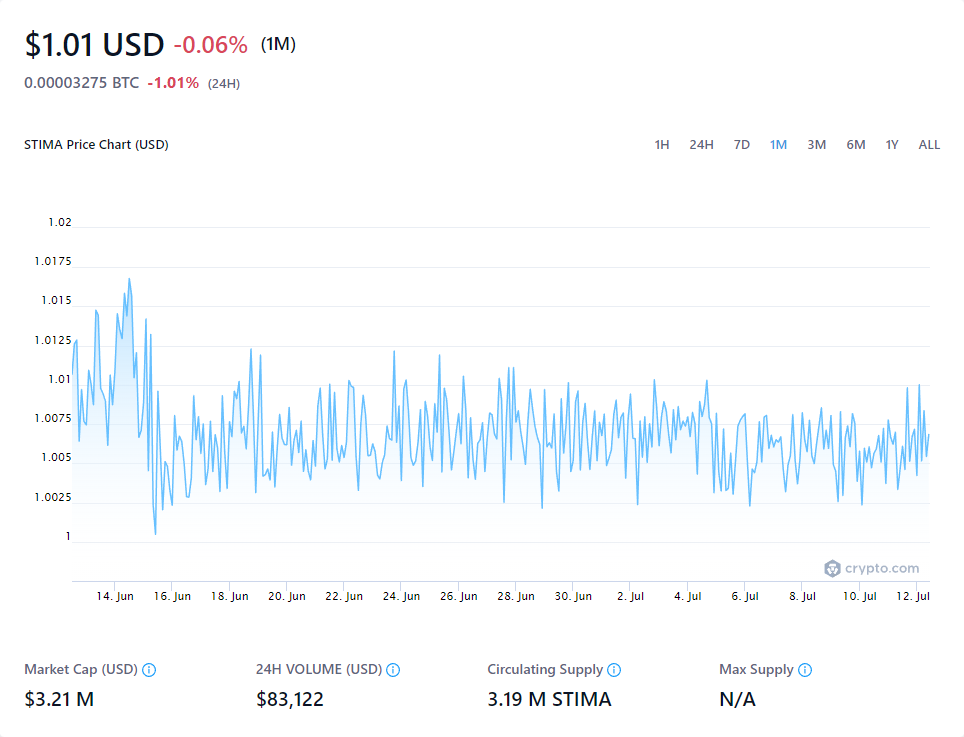 $1.01 USD -0.06% (1M)
0.00003275 BTC -1.01% (24H)
STIMA Price Chart (USD) 1H 24H 7D 1M 3M 6M 1Y ALL
1.02
1.0175
1.015
1.0125
1.01
1.0075
1.005
1.0025
1
crypto.com
14. Jun 16. Jun 18. Jun 20. Jun 22. Jun 24. Jun 26. Jun 28. Jun 30. Jun 2. Jul 4. Jul 6. Jul 8. Jul 10. Jul 12. Jul
Market Cap (USD) 24H VOLUME (USD) Circulating Supply Max Supply
$3.21 M $83,122 3.19 M STIMA N/A